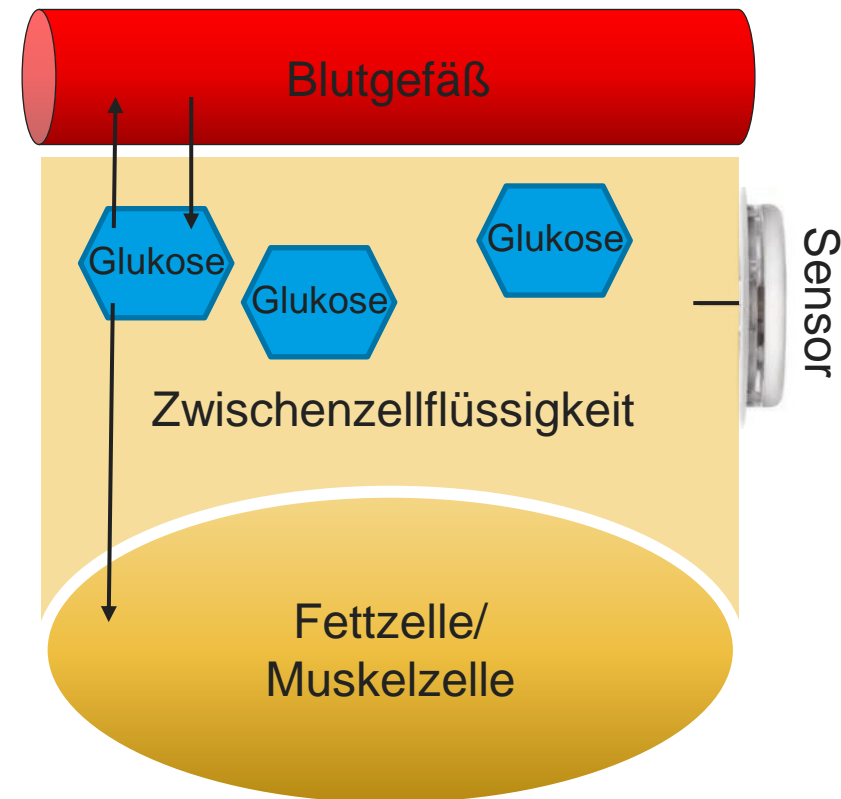 Blutgefäß
Glukose
Glukose
Glukose
Sensor
Zwischenzellflüssigkeit
Fettzelle/
Muskelzelle